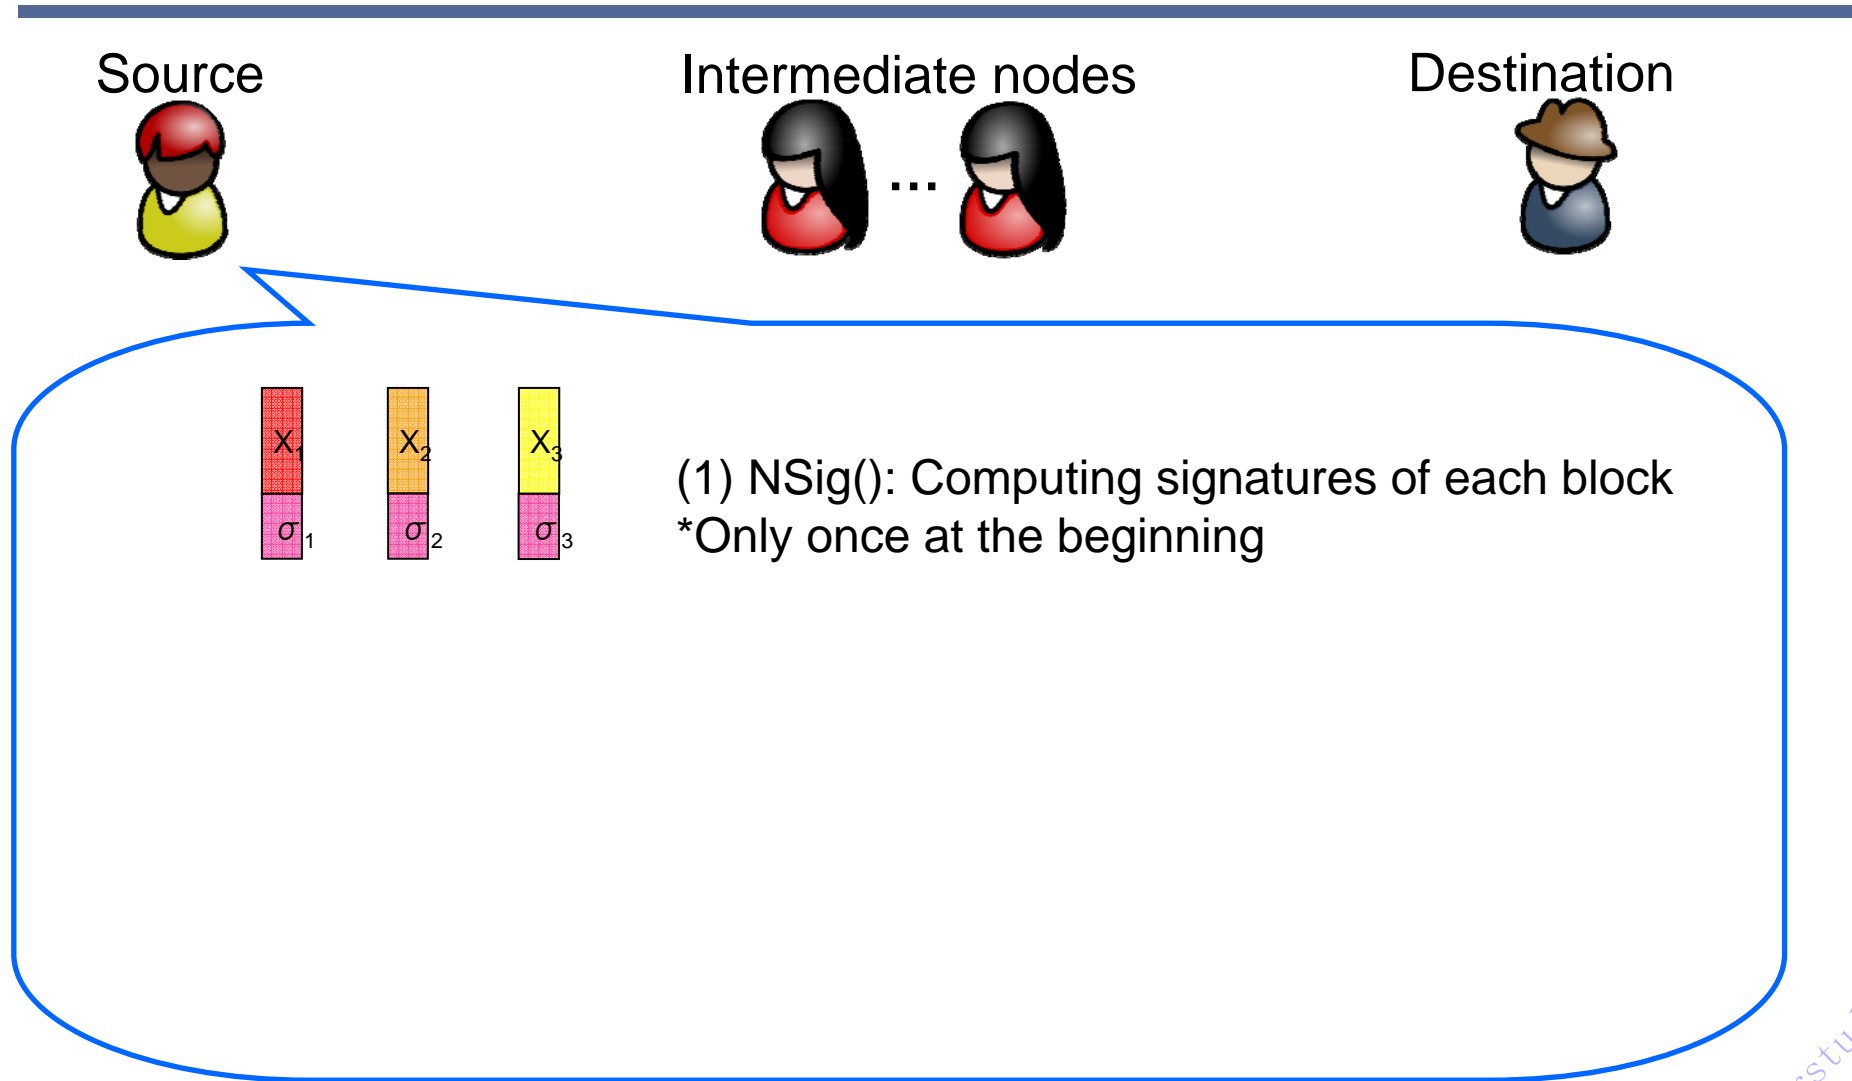 Source
Intermediate nodes
Destination
...
X1 X2 X3
σ1 σ2 σ3
(1) NSig(): Computing signatures of each block
*Only once at the beginning